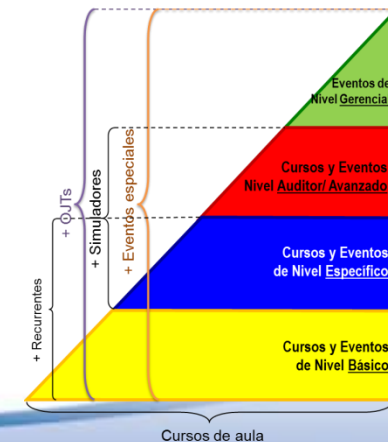 Eventos de
Nivel Gerencia
Cursos y Eventos
Nivel Auditor/ Avanzado
Cursos y Eventos
de Nivel Específico
Cursos y Eventos
de Nivel Básico
+ Recurrentes
+ OJTs
+ Simuladores
+ Eventos especiales
Cursos de aula